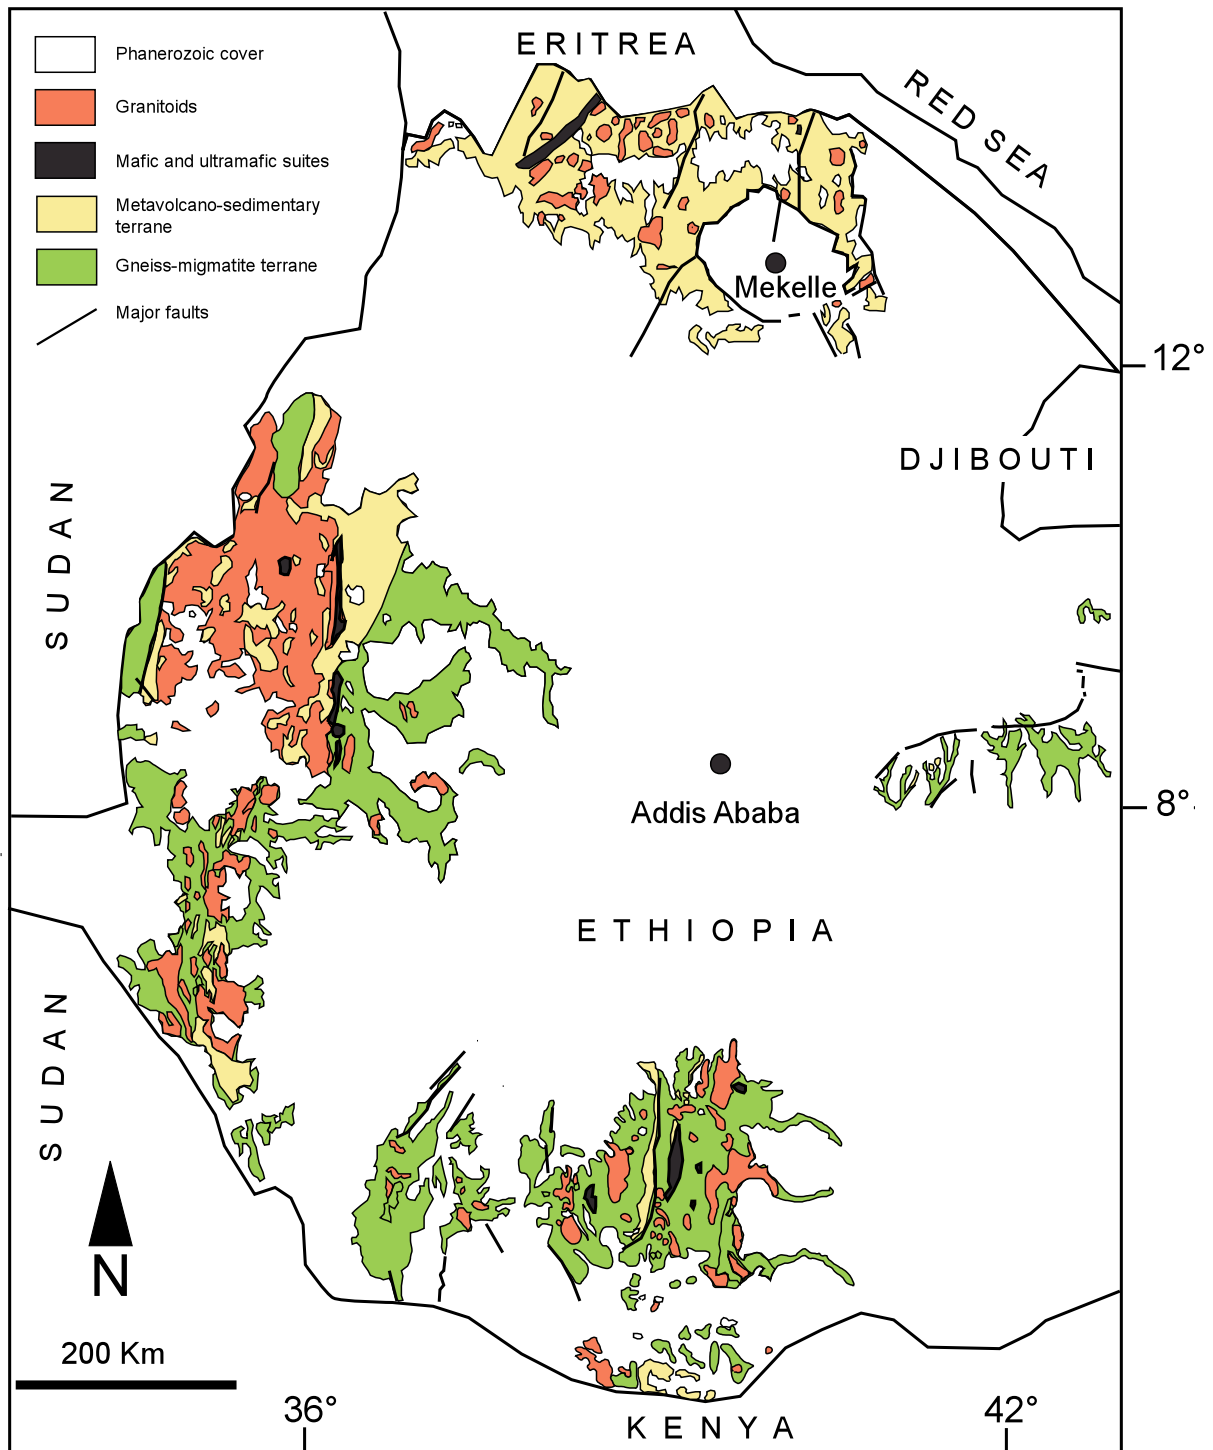 Phanerozoic cover
Granitoids
Mafic and ultramafic suites
Metavolcano-sedimentary
terrane
Gneiss-migmatite terrane
Major faults
ERITREA
RED SEA
Mekelle
12°
DJIBOUTI
SUDAN
Addis Ababa
8°
ETHIOPIA
SUDAN
N
200 Km
36°
42°
KENYA